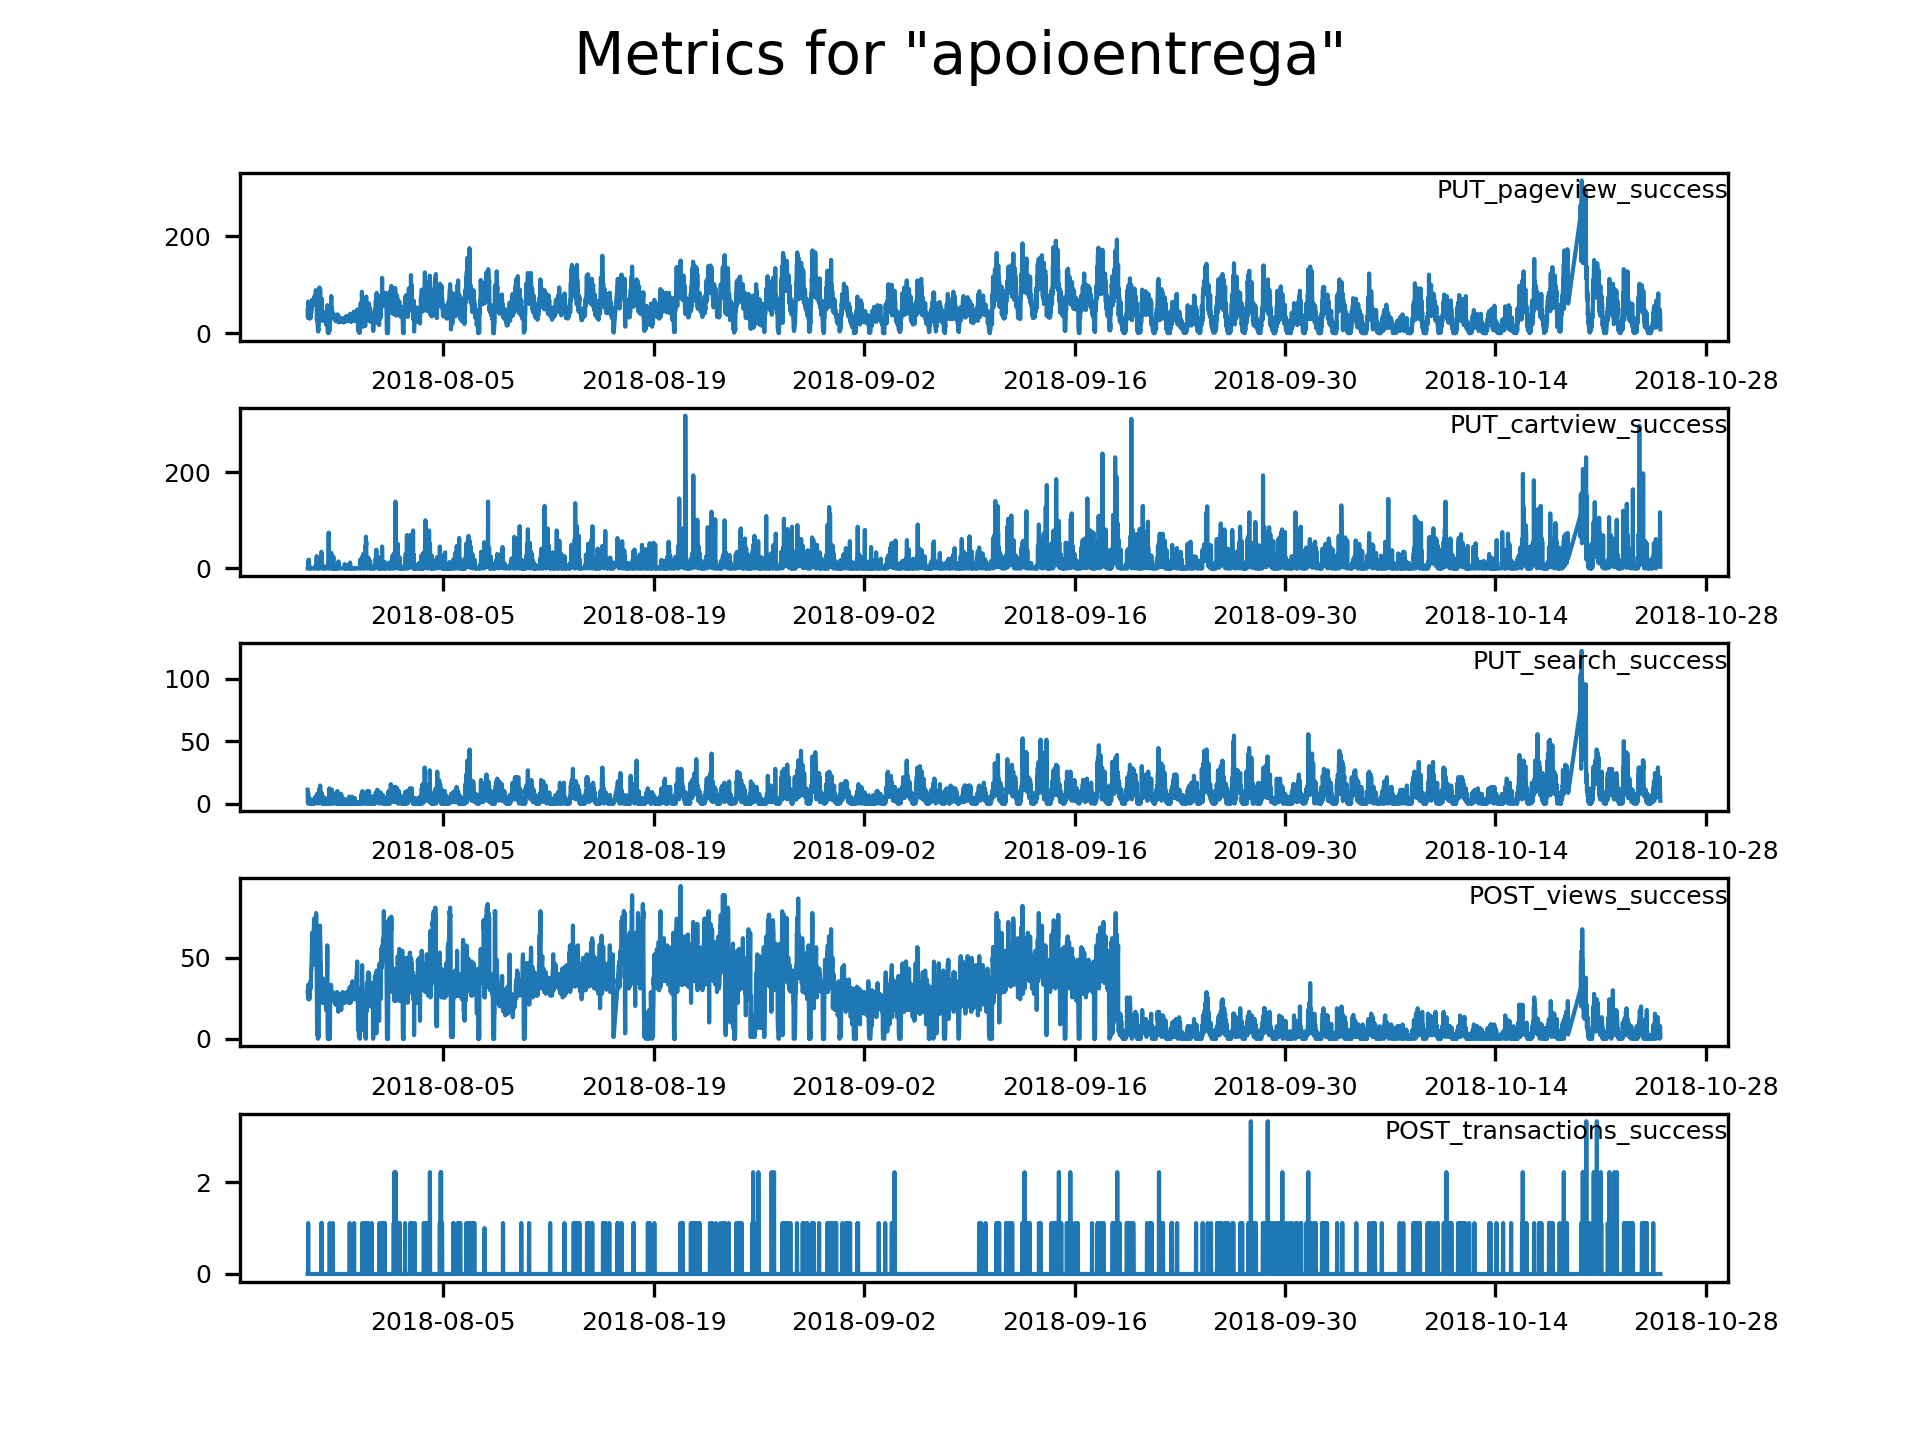 Metrics for "apoioentrega"
PUT_pageview_success
200
0
2018-08-05 2018-08-19 2018-09-02 2018-09-16 2018-09-30 2018-10-14 2018-10-28
PUT_cartview_success
200
0
2018-08-05 2018-08-19 2018-09-02 2018-09-16 2018-09-30 2018-10-14 2018-10-28
PUT_search_success
100
50
0
2018-08-05 2018-08-19 2018-09-02 2018-09-16 2018-09-30 2018-10-14 2018-10-28
POST_views_success
50
0
2018-08-05 2018-08-19 2018-09-02 2018-09-16 2018-09-30 2018-10-14 2018-10-28
POST_transactions_success
2
0
2018-08-05 2018-08-19 2018-09-02 2018-09-16 2018-09-30 2018-10-14 2018-10-28